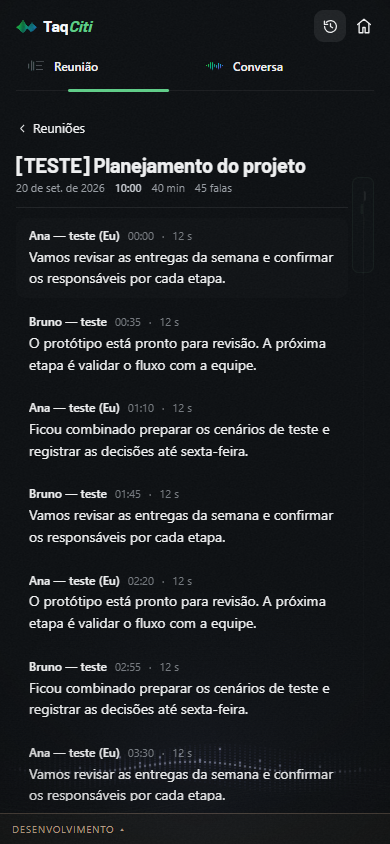 TaqCiti
Reunião
Conversa
Reuniões
[TESTE] Planejamento do projeto
20 de set. de 2026 10:00 40 min 45 falas
Ana — teste (Eu) 00:00 · 12 s
Vamos revisar as entregas da semana e confirmar
os responsáveis por cada etapa.
Bruno — teste 00:35 · 12 s
O protótipo está pronto para revisão. A próxima
etapa é validar o fluxo com a equipe.
Ana — teste (Eu) 01:10 · 12 s
Ficou combinado preparar os cenários de teste e
registrar as decisões até sexta-feira.
Bruno — teste 01:45 · 12 s
Vamos revisar as entregas da semana e confirmar
os responsáveis por cada etapa.
Ana — teste (Eu) 02:20 · 12 s
O protótipo está pronto para revisão. A próxima
etapa é validar o fluxo com a equipe.
Bruno — teste 02:55 · 12 s
Ficou combinado preparar os cenários de teste e
registrar as decisões até sexta-feira.
Ana — teste (Eu) 03:30 · 12 s
Vamos revisar as entregas da semana e confirmar
os responsáveis por cada etapa.
DESENVOLVIMENTO